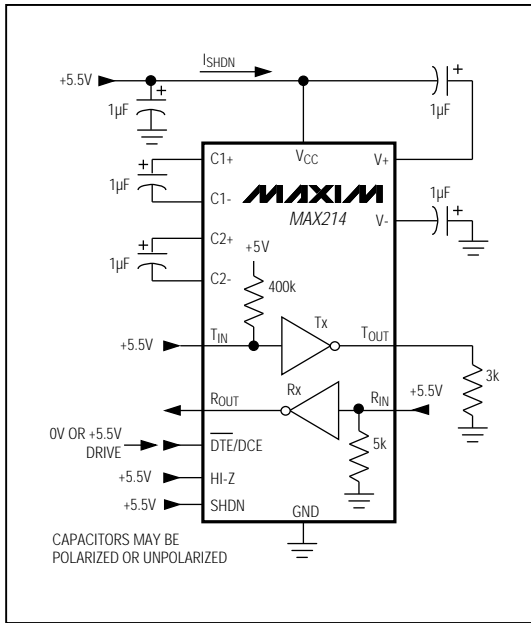 I_SHDN
+5.5V
1µF
1µF
C1+
VCC
V+
1µF
C1-
MAXIM
MAX214
1µF
V-
C2+
1µF
C2-
+5V
400k
+5.5V
TIN
Tx
TOUT
3k
ROUT
Rx
RIN
+5.5V
0V OR +5.5V
DRIVE
DTE/DCE
5k
+5.5V
HI-Z
+5.5V
SHDN
GND
CAPACITORS MAY BE
POLARIZED OR UNPOLARIZED